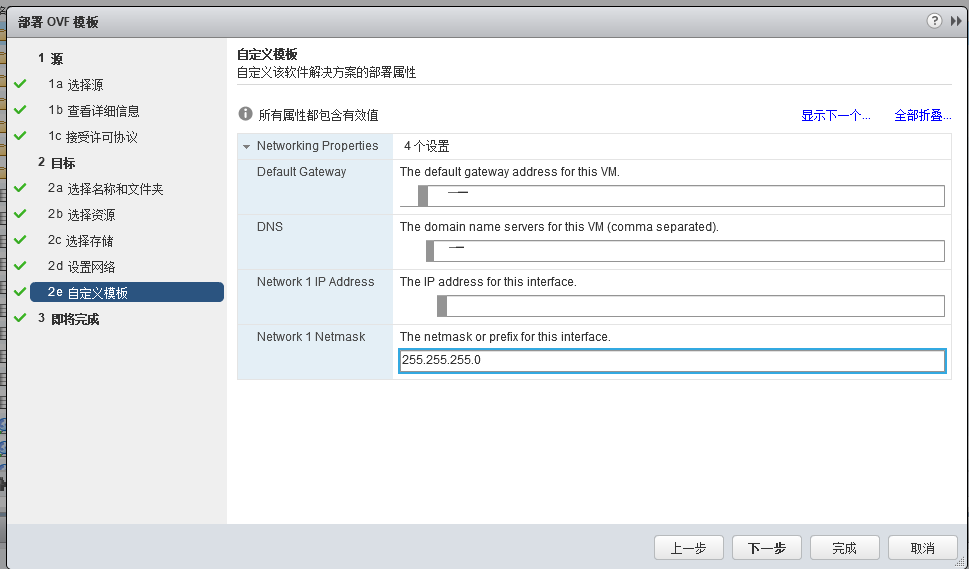 部署 OVF 模板
1 源
1a 选择源
1b 查看详细信息
1c 接受许可协议
2 目标
2a 选择名称和文件夹
2b 选择资源
2c 选择存储
2d 设置网络
2e 自定义模板
3 即将完成
自定义模板
自定义该软件解决方案的部署属性
所有属性都包含有效值
显示下一个...
全部折叠...
Networking Properties
4 个设置
Default Gateway
The default gateway address for this VM.
DNS
The domain name servers for this VM (comma separated).
Network 1 IP Address
The IP address for this interface.
Network 1 Netmask
The netmask or prefix for this interface.
255.255.255.0
上一步
下一步
完成
取消